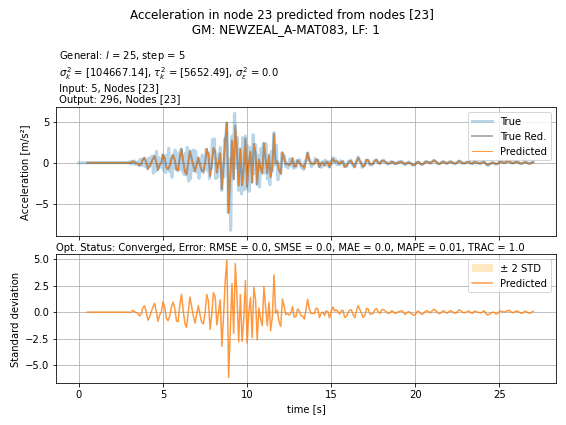 Acceleration in node 23 predicted from nodes [23]
GM: NEWZEAL_A-MAT083, LF: 1
General: l = 25, step = 5
σ²ₖ = [104667.14], τ²ₖ = [5652.49], σ²ε = 0.0
Input: 5, Nodes [23]
Output: 296, Nodes [23]
True
True Red.
Predicted
5
0
−5
Acceleration [m/s²]
Opt. Status: Converged, Error: RMSE = 0.0, SMSE = 0.0, MAE = 0.0, MAPE = 0.01, TRAC = 1.0
± 2 STD
Predicted
5.0
2.5
0.0
−2.5
−5.0
Standard deviation
0 5 10 15 20 25
time [s]